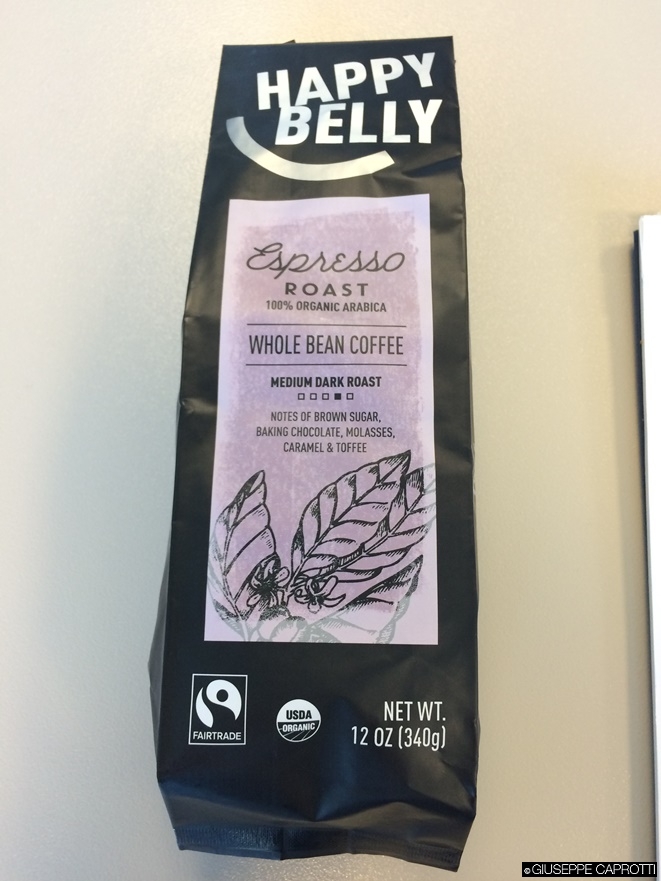 HAPPY
BELLY
Espresso
ROAST
100% ORGANIC ARABICA
WHOLE BEAN COFFEE
MEDIUM DARK ROAST
NOTES OF BROWN SUGAR,
BAKING CHOCOLATE, MOLASSES,
CARAMEL & TOFFEE
FAIRTRADE
USDA
ORGANIC
NET WT.
12 OZ (340g)
©GIUSEPPE CAPROTTI